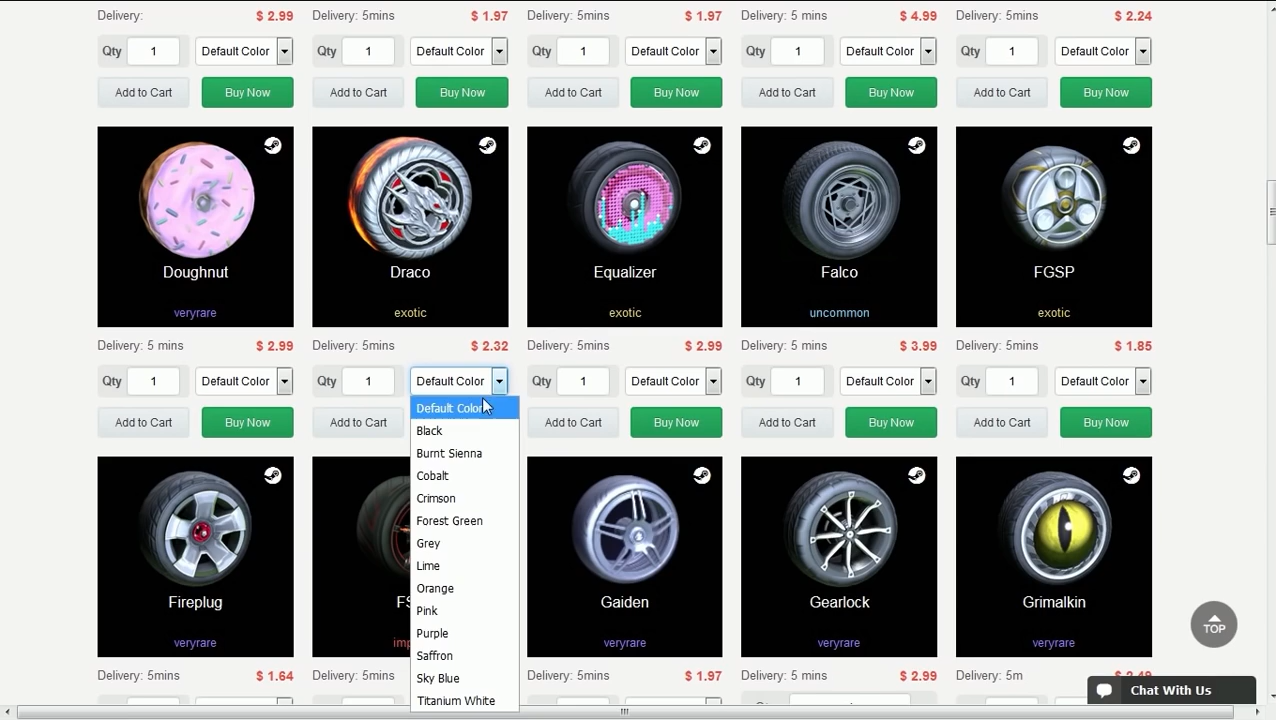 Delivery: $ 2.99 Delivery: 5mins $ 1.97 Delivery: 5mins $ 1.97 Delivery: 5 mins $ 4.99 Delivery: 5mins $ 2.24
Qty 1 Default Color Qty 1 Default Color Qty 1 Default Color Qty 1 Default Color Qty 1 Default Color
Add to Cart Buy Now Add to Cart Buy Now Add to Cart Buy Now Add to Cart Buy Now Add to Cart Buy Now
Doughnut Draco Equalizer Falco FGSP
veryrare exotic exotic uncommon exotic
Delivery: 5 mins $ 2.99 Delivery: 5mins $ 2.32 Delivery: 5mins $ 2.99 Delivery: 5mins $ 3.99 Delivery: 5mins $ 1.85
Qty 1 Default Color Qty 1 Default Color Qty 1 Default Color Qty 1 Default Color Qty 1 Default Color
Add to Cart Buy Now Add to Cart Add to Cart Buy Now Add to Cart Buy Now Add to Cart Buy Now
Default Color
Black
Burnt Sienna
Cobalt
Crimson
Forest Green
Grey
Lime
Orange
Pink
Purple
Saffron
Sky Blue
Titanium White
Fireplug Gaiden Gearlock Grimalkin
veryrare veryrare veryrare veryrare
Delivery: 5mins $ 1.64 Delivery: 5mins Delivery: 5mins $ 1.97 Delivery: 5mins $ 2.99 Delivery: 5m
TOP
Chat With Us